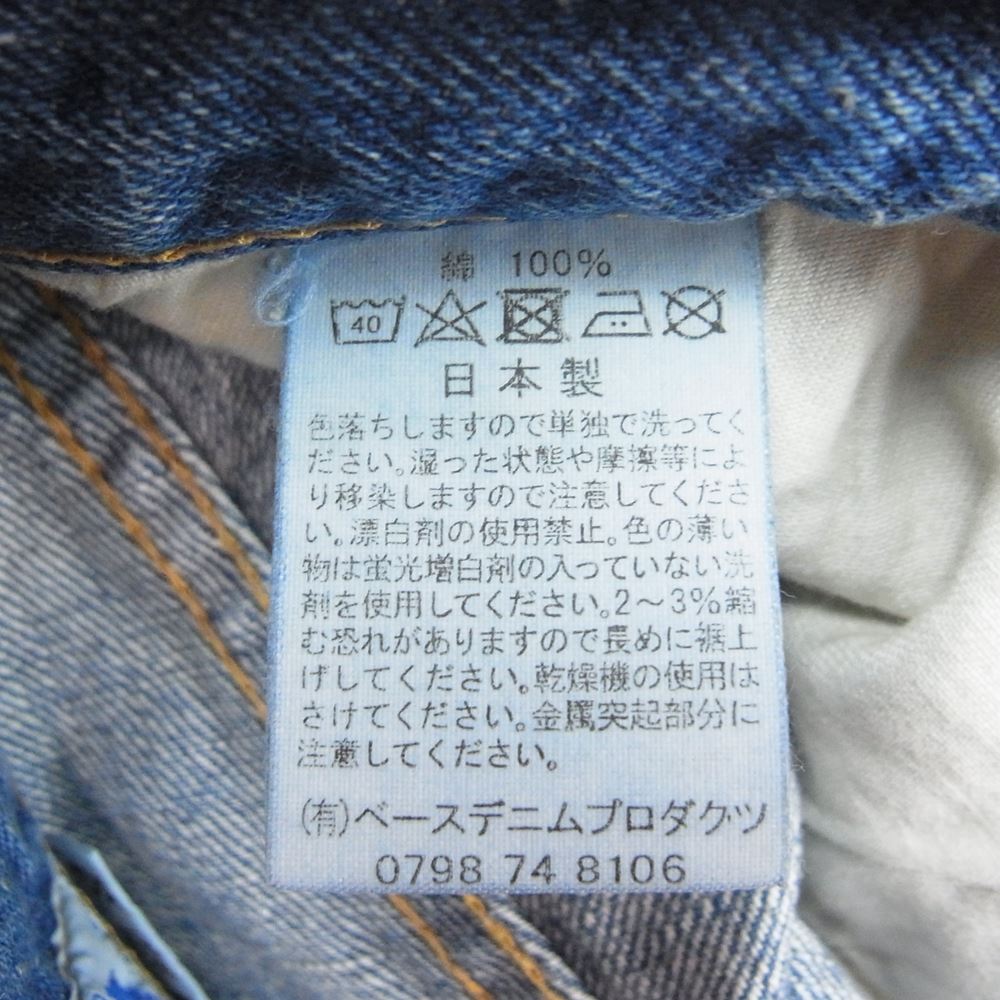 綿 100%
40
日本製
色落ちしますので単独で洗ってく
ださい。湿った状態や摩擦等によ
り移染しますので注意してくださ
い。漂白剤の使用禁止。色の薄い
物は蛍光増白剤の入っていない洗
剤を使用してください。2～3%縮
む恐れがありますので長めに裾上
げしてください。乾燥機の使用は
さけてください。金属突起部分に
注意してください。
(有)ベースデニムプロダクツ
0798 74 8106